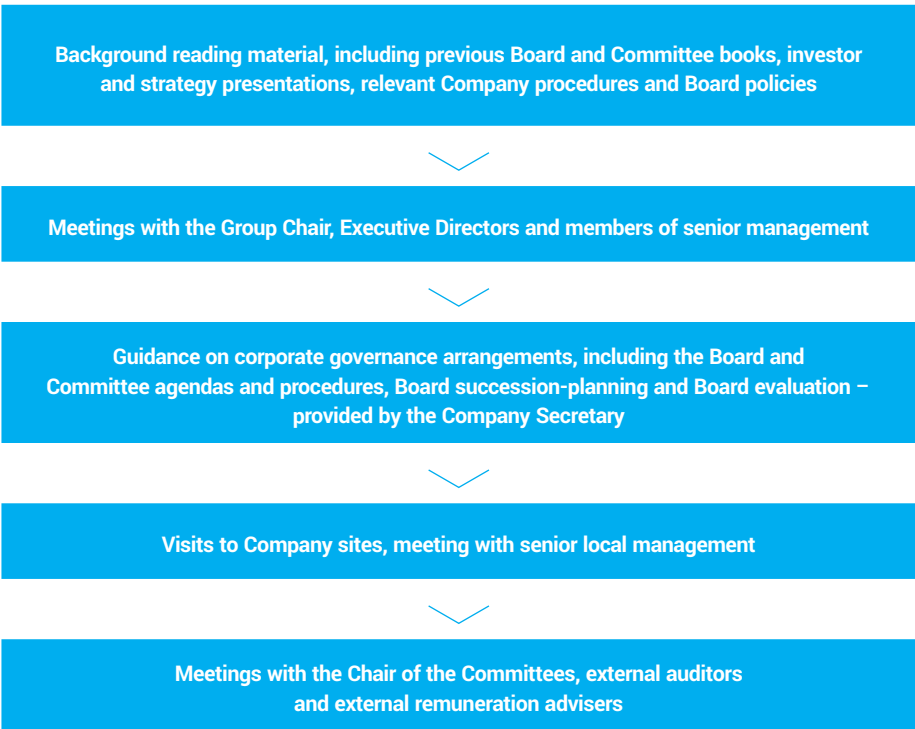 Background reading material, including previous Board and Committee books, investor
and strategy presentations, relevant Company procedures and Board policies
Meetings with the Group Chair, Executive Directors and members of senior management
Guidance on corporate governance arrangements, including the Board and
Committee agendas and procedures, Board succession-planning and Board evaluation –
provided by the Company Secretary
Visits to Company sites, meeting with senior local management
Meetings with the Chair of the Committees, external auditors
and external remuneration advisers